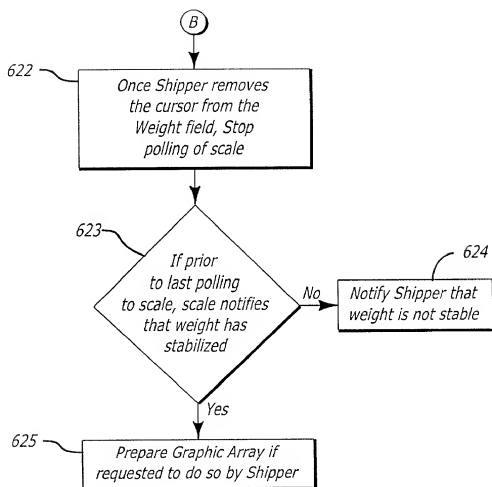 B
622
Once Shipper removes
the cursor from the
Weight field, Stop
polling of scale
623
If prior
to last polling
to scale, scale notifies
that weight has
stabilized
No
624
Notify Shipper that
weight is not stable
Yes
625
Prepare Graphic Array if
requested to do so by Shipper